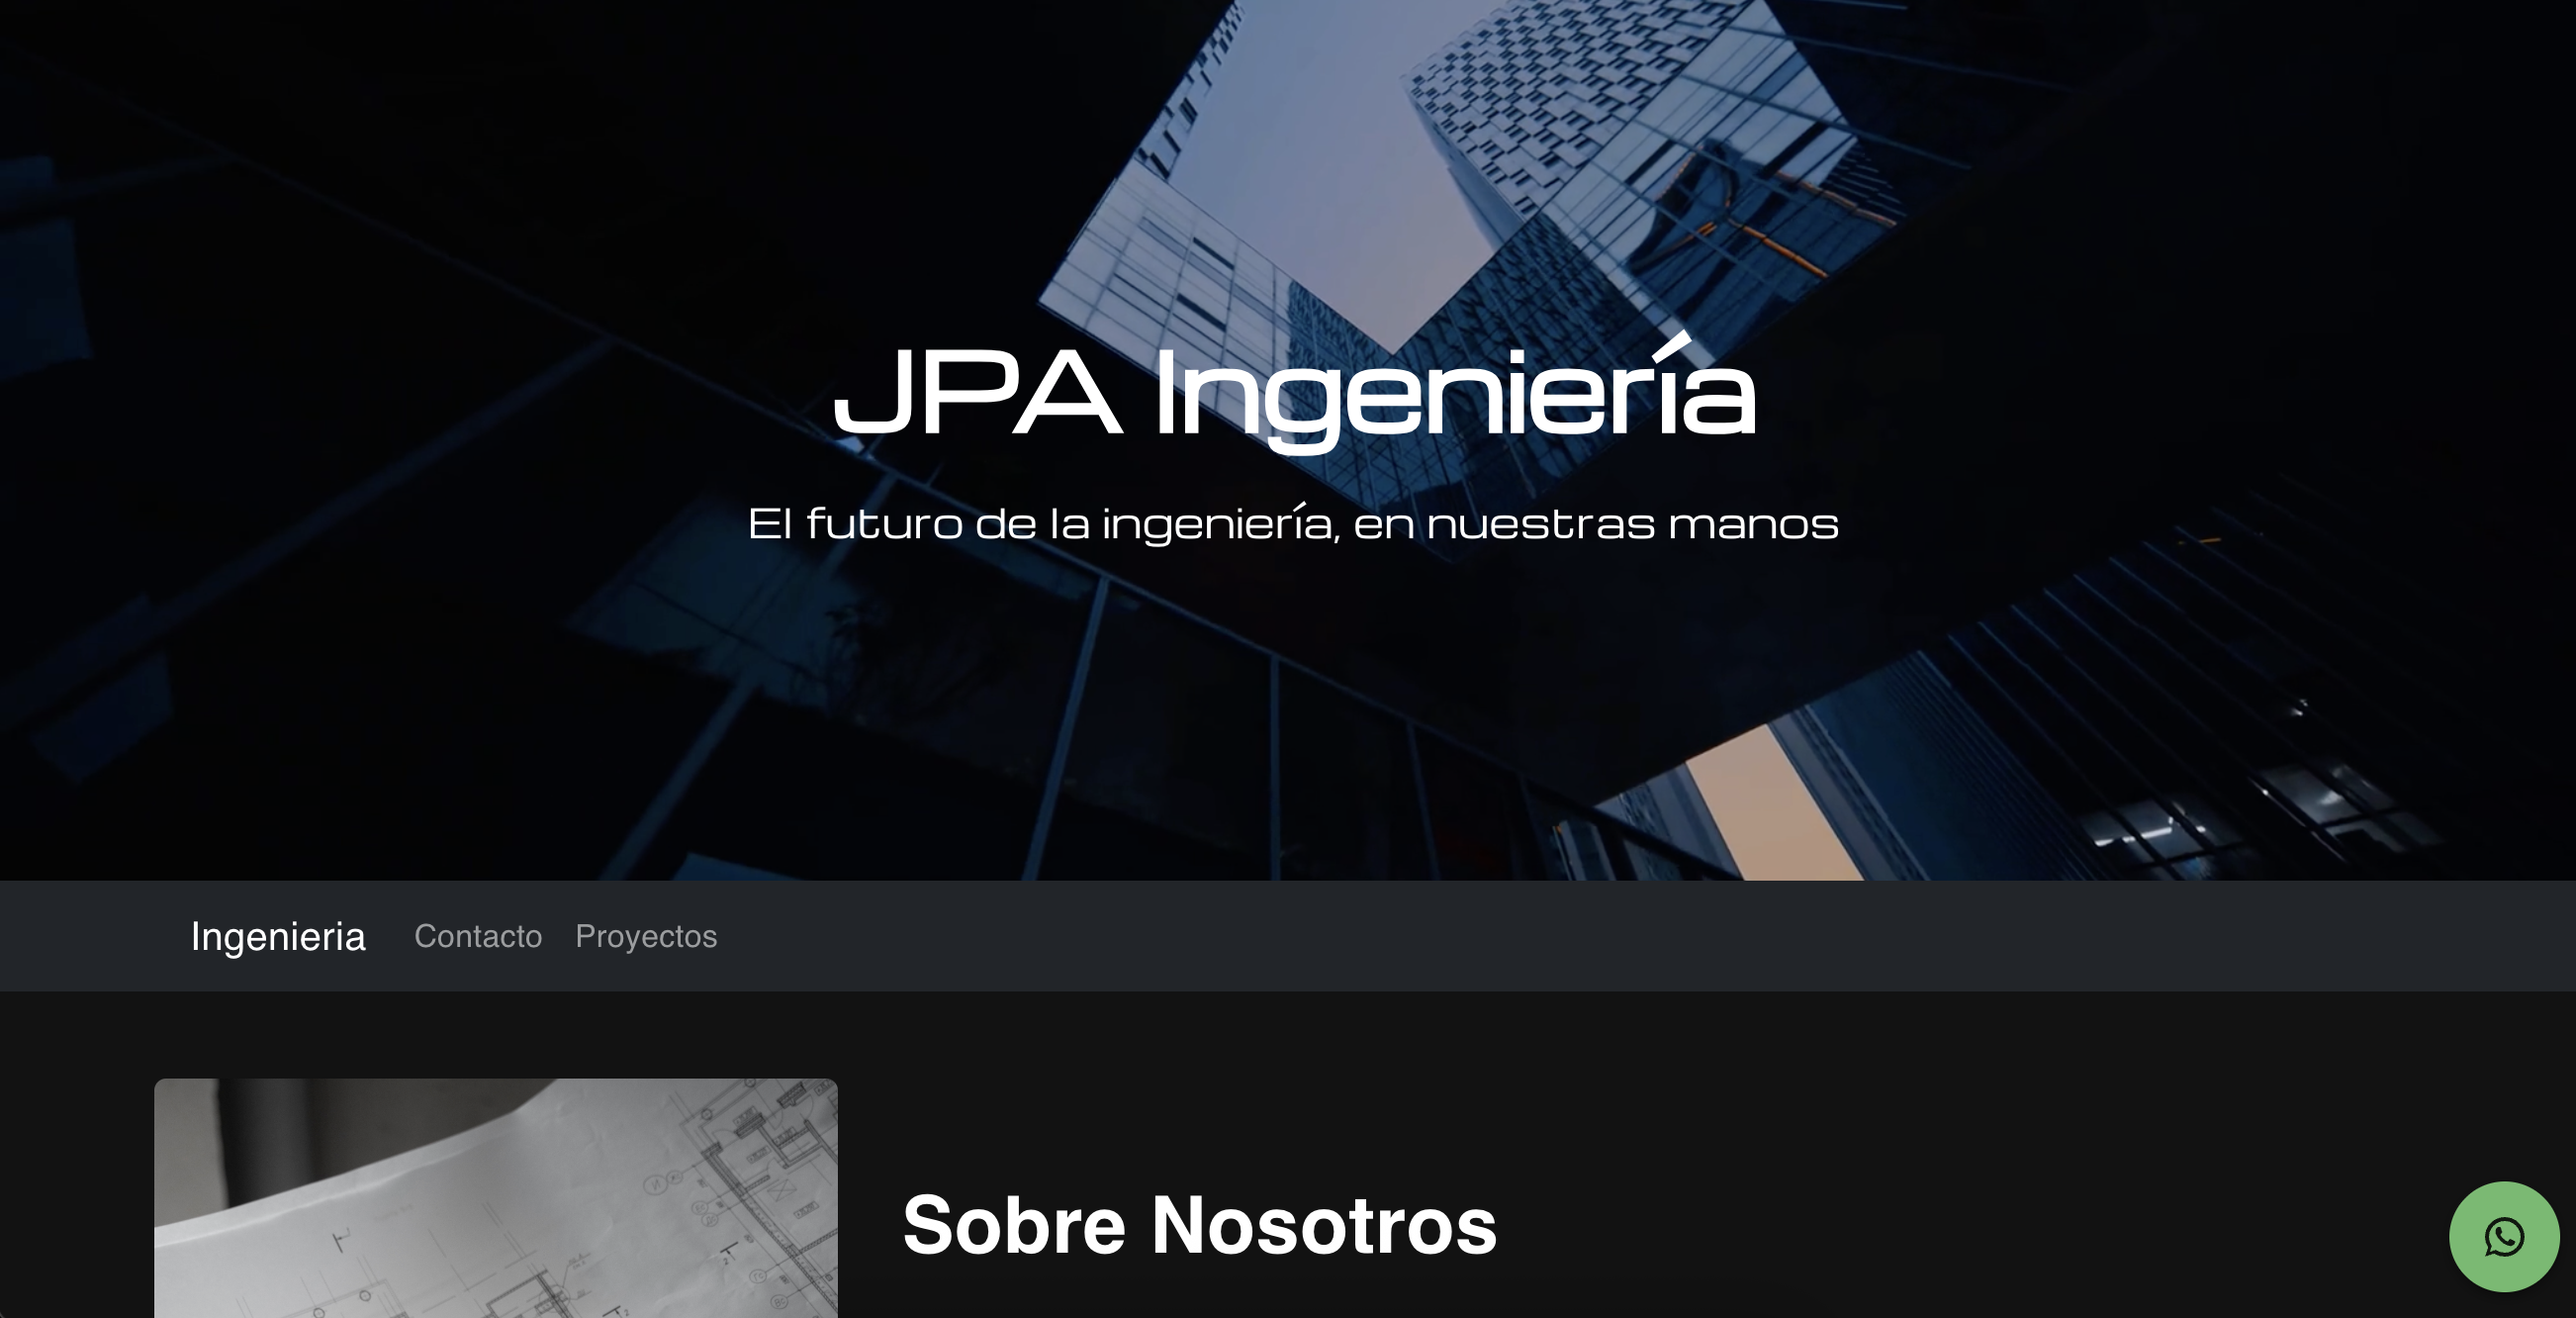 JPA Ingeniería
El futuro de la ingeniería, en nuestras manos
Ingenieria Contacto Proyectos
Sobre Nosotros